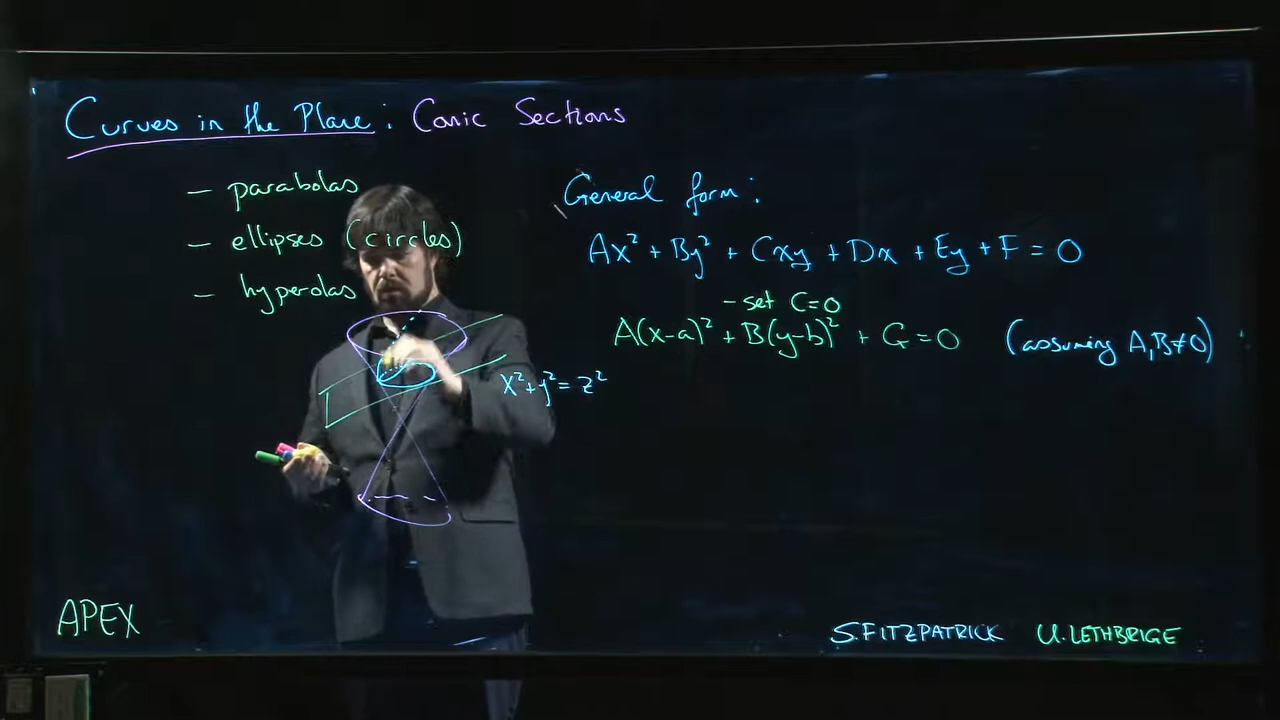 Curves in the Plane: Conic Sections
– parabolas
– ellipses (circles)
– hyperolas
x² + y² = z²
General form:
Ax² + By² + Cxy + Dx + Ey + F = 0
– set C=0
A(x-a)² + B(y-b)² + G = 0 (assuming A,B≠0)
APEX
S. FITZPATRICK U. LETHBRIGE